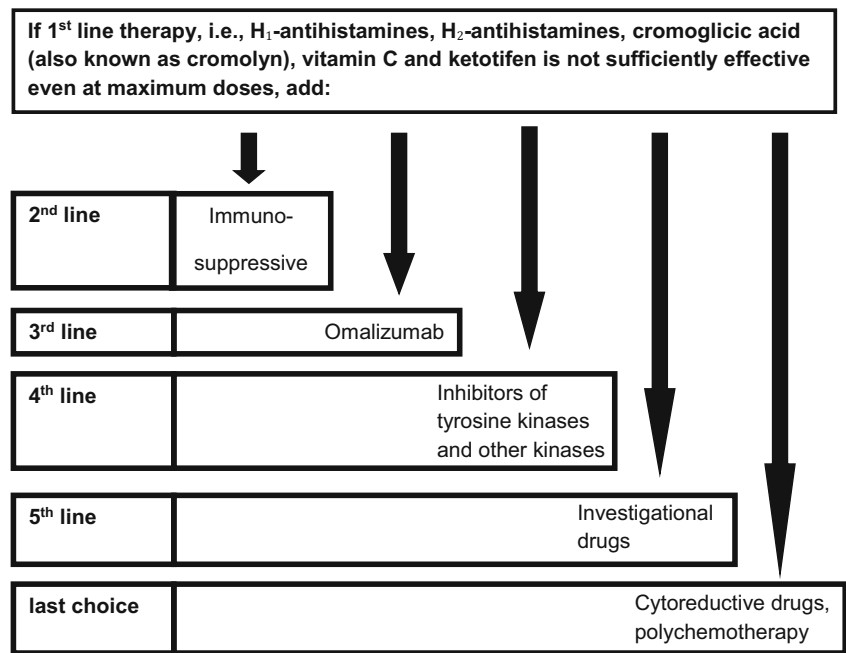 If 1st line therapy, i.e., H₁-antihistamines, H₂-antihistamines, cromoglicic acid
(also known as cromolyn), vitamin C and ketotifen is not sufficiently effective
even at maximum doses, add:
2nd line
Immuno-
suppressive
3rd line
Omalizumab
4th line
Inhibitors of
tyrosine kinases
and other kinases
5th line
Investigational
drugs
last choice
Cytoreductive drugs,
polychemotherapy